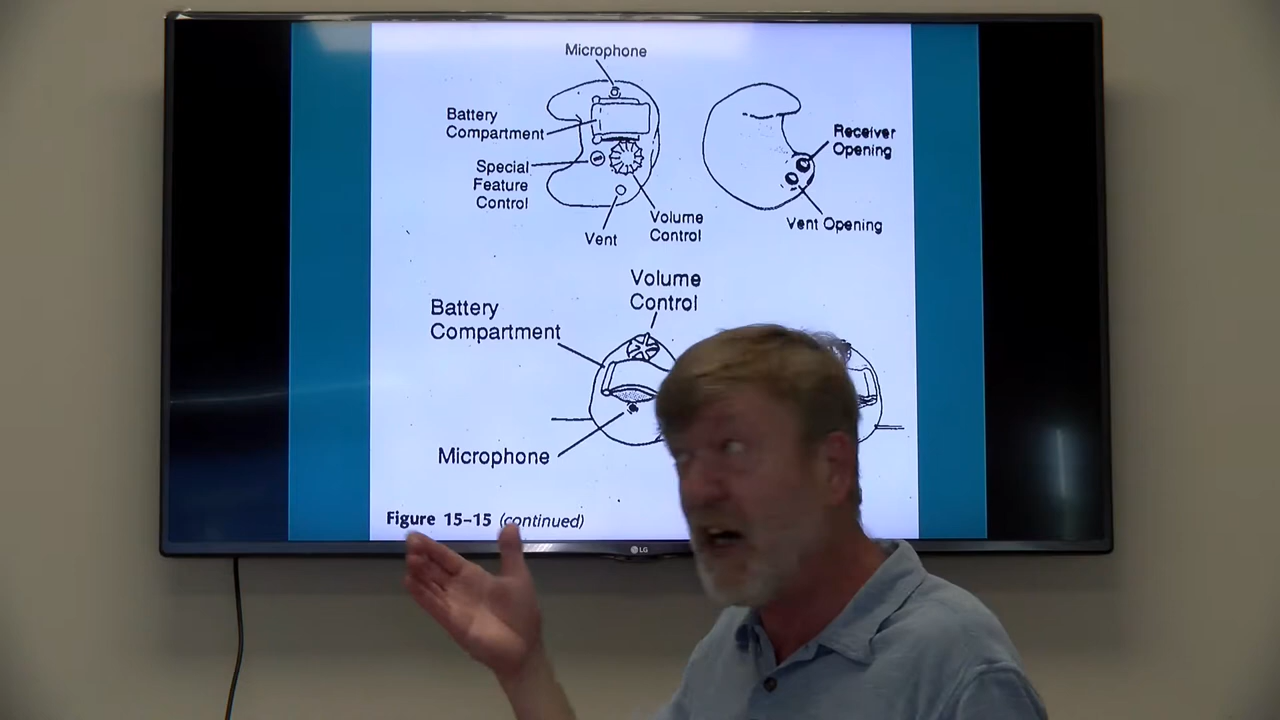 Microphone
Battery
Compartment
Receiver
Opening
Special
Feature
Control
Volume
Control
Vent Opening
Vent
Volume
Control
Battery
Compartment
Microphone
Figure 15–15 (continued)
LG